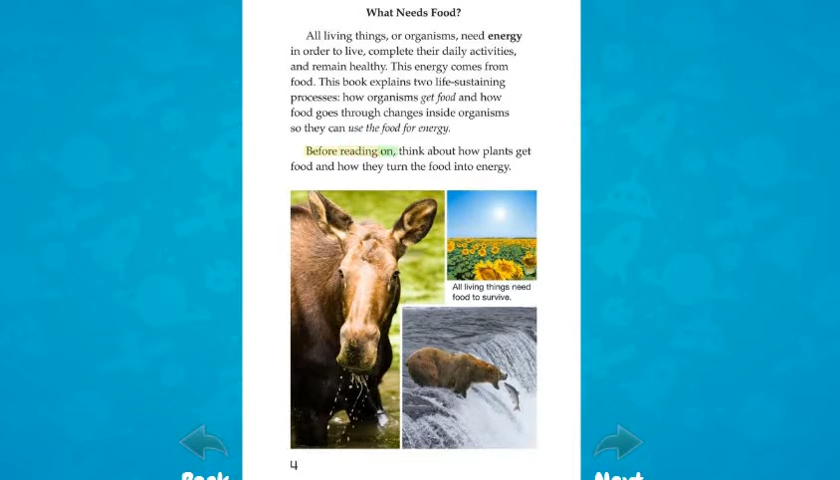 What Needs Food?
All living things, or organisms, need energy
in order to live, complete their daily activities,
and remain healthy. This energy comes from
food. This book explains two life-sustaining
processes: how organisms get food and how
food goes through changes inside organisms
so they can use the food for energy.
Before reading on, think about how plants get
food and how they turn the food into energy.
All living things need
food to survive.
4
Back
Next